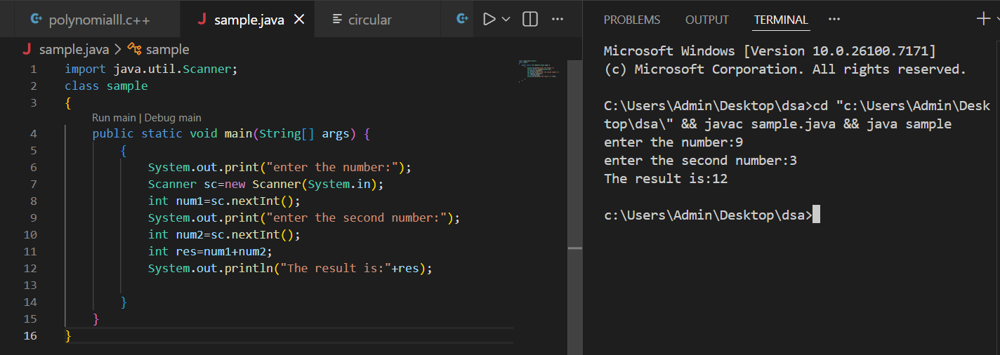 polynomialll.c++ sample.java circular
sample.java > sample
1 import java.util.Scanner;
2 class sample
3 {
Run main | Debug main
4 public static void main(String[] args) {
5 {
6 System.out.print("enter the number:");
7 Scanner sc=new Scanner(System.in);
8 int num1=sc.nextInt();
9 System.out.print("enter the second number:");
10 int num2=sc.nextInt();
11 int res=num1+num2;
12 System.out.println("The result is:"+res);
13
14 }
15 }
16 }
PROBLEMS OUTPUT TERMINAL
Microsoft Windows [Version 10.0.26100.7171]
(c) Microsoft Corporation. All rights reserved.
C:\Users\Admin\Desktop\dsa>cd "c:\Users\Admin\Desk
top\dsa\" && javac sample.java && java sample
enter the number:9
enter the second number:3
The result is:12
c:\Users\Admin\Desktop\dsa>